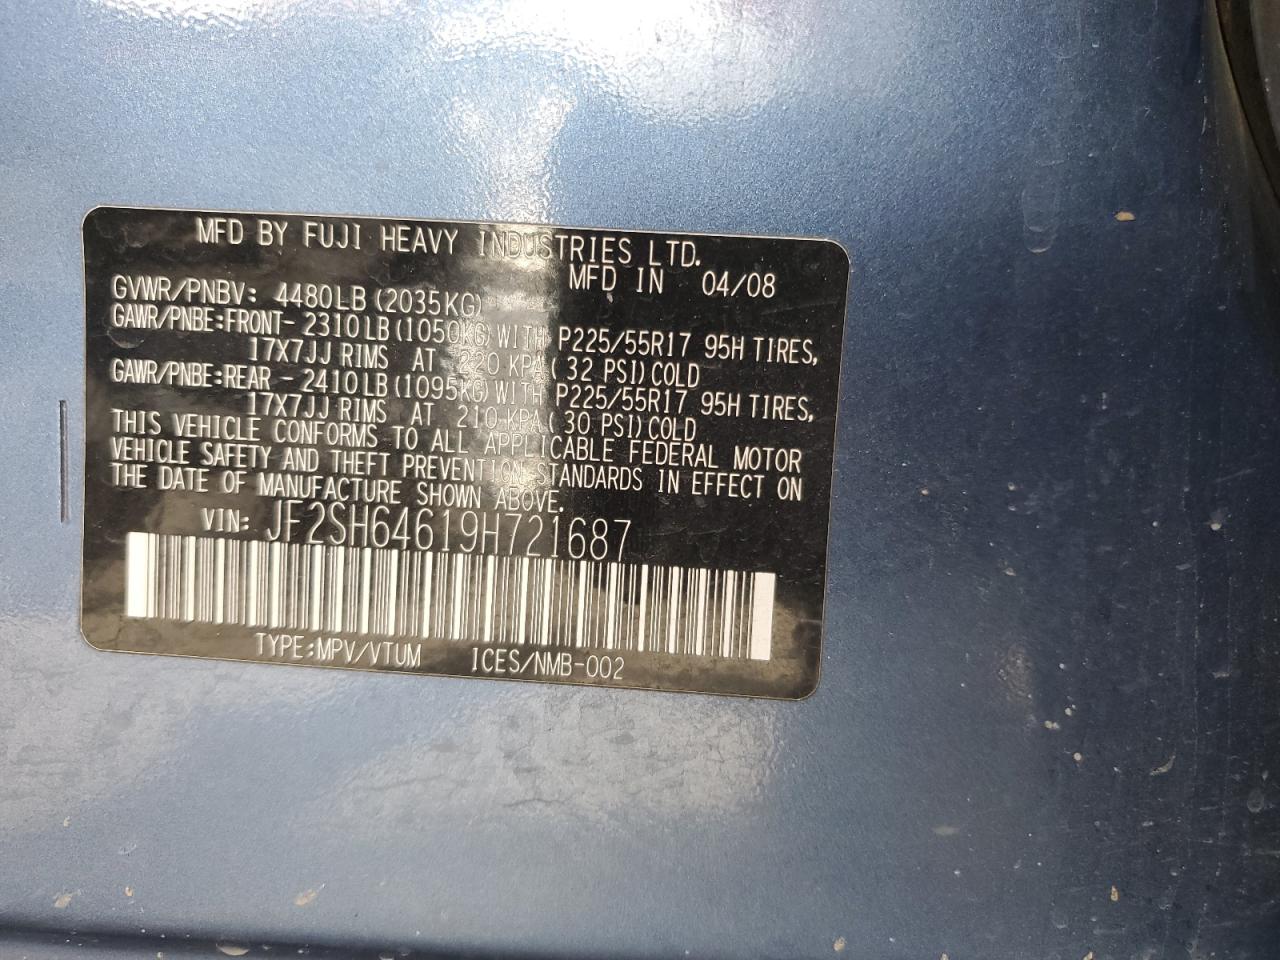 MFD BY FUJI HEAVY INDUSTRIES LTD.
MFD IN 04/08
GVWR/PNBV: 4480LB (2035KG)
GAWR/PNBE:FRONT- 2310LB (1050KG) WITH P225/55R17 95H TIRES,
17X7JJ RIMS AT 220 KPA( 32 PSI) COLD
GAWR/PNBE:REAR - 2410LB (1095KG) WITH P225/55R17 95H TIRES,
17X7JJ RIMS AT 210 KPA( 30 PSI) COLD
THIS VEHICLE CONFORMS TO ALL APPLICABLE FEDERAL MOTOR
VEHICLE SAFETY AND THEFT PREVENTION STANDARDS IN EFFECT ON
THE DATE OF MANUFACTURE SHOWN ABOVE.
VIN: JF2SH64619H721687
TYPE:MPV/VTUM ICES/NMB-002